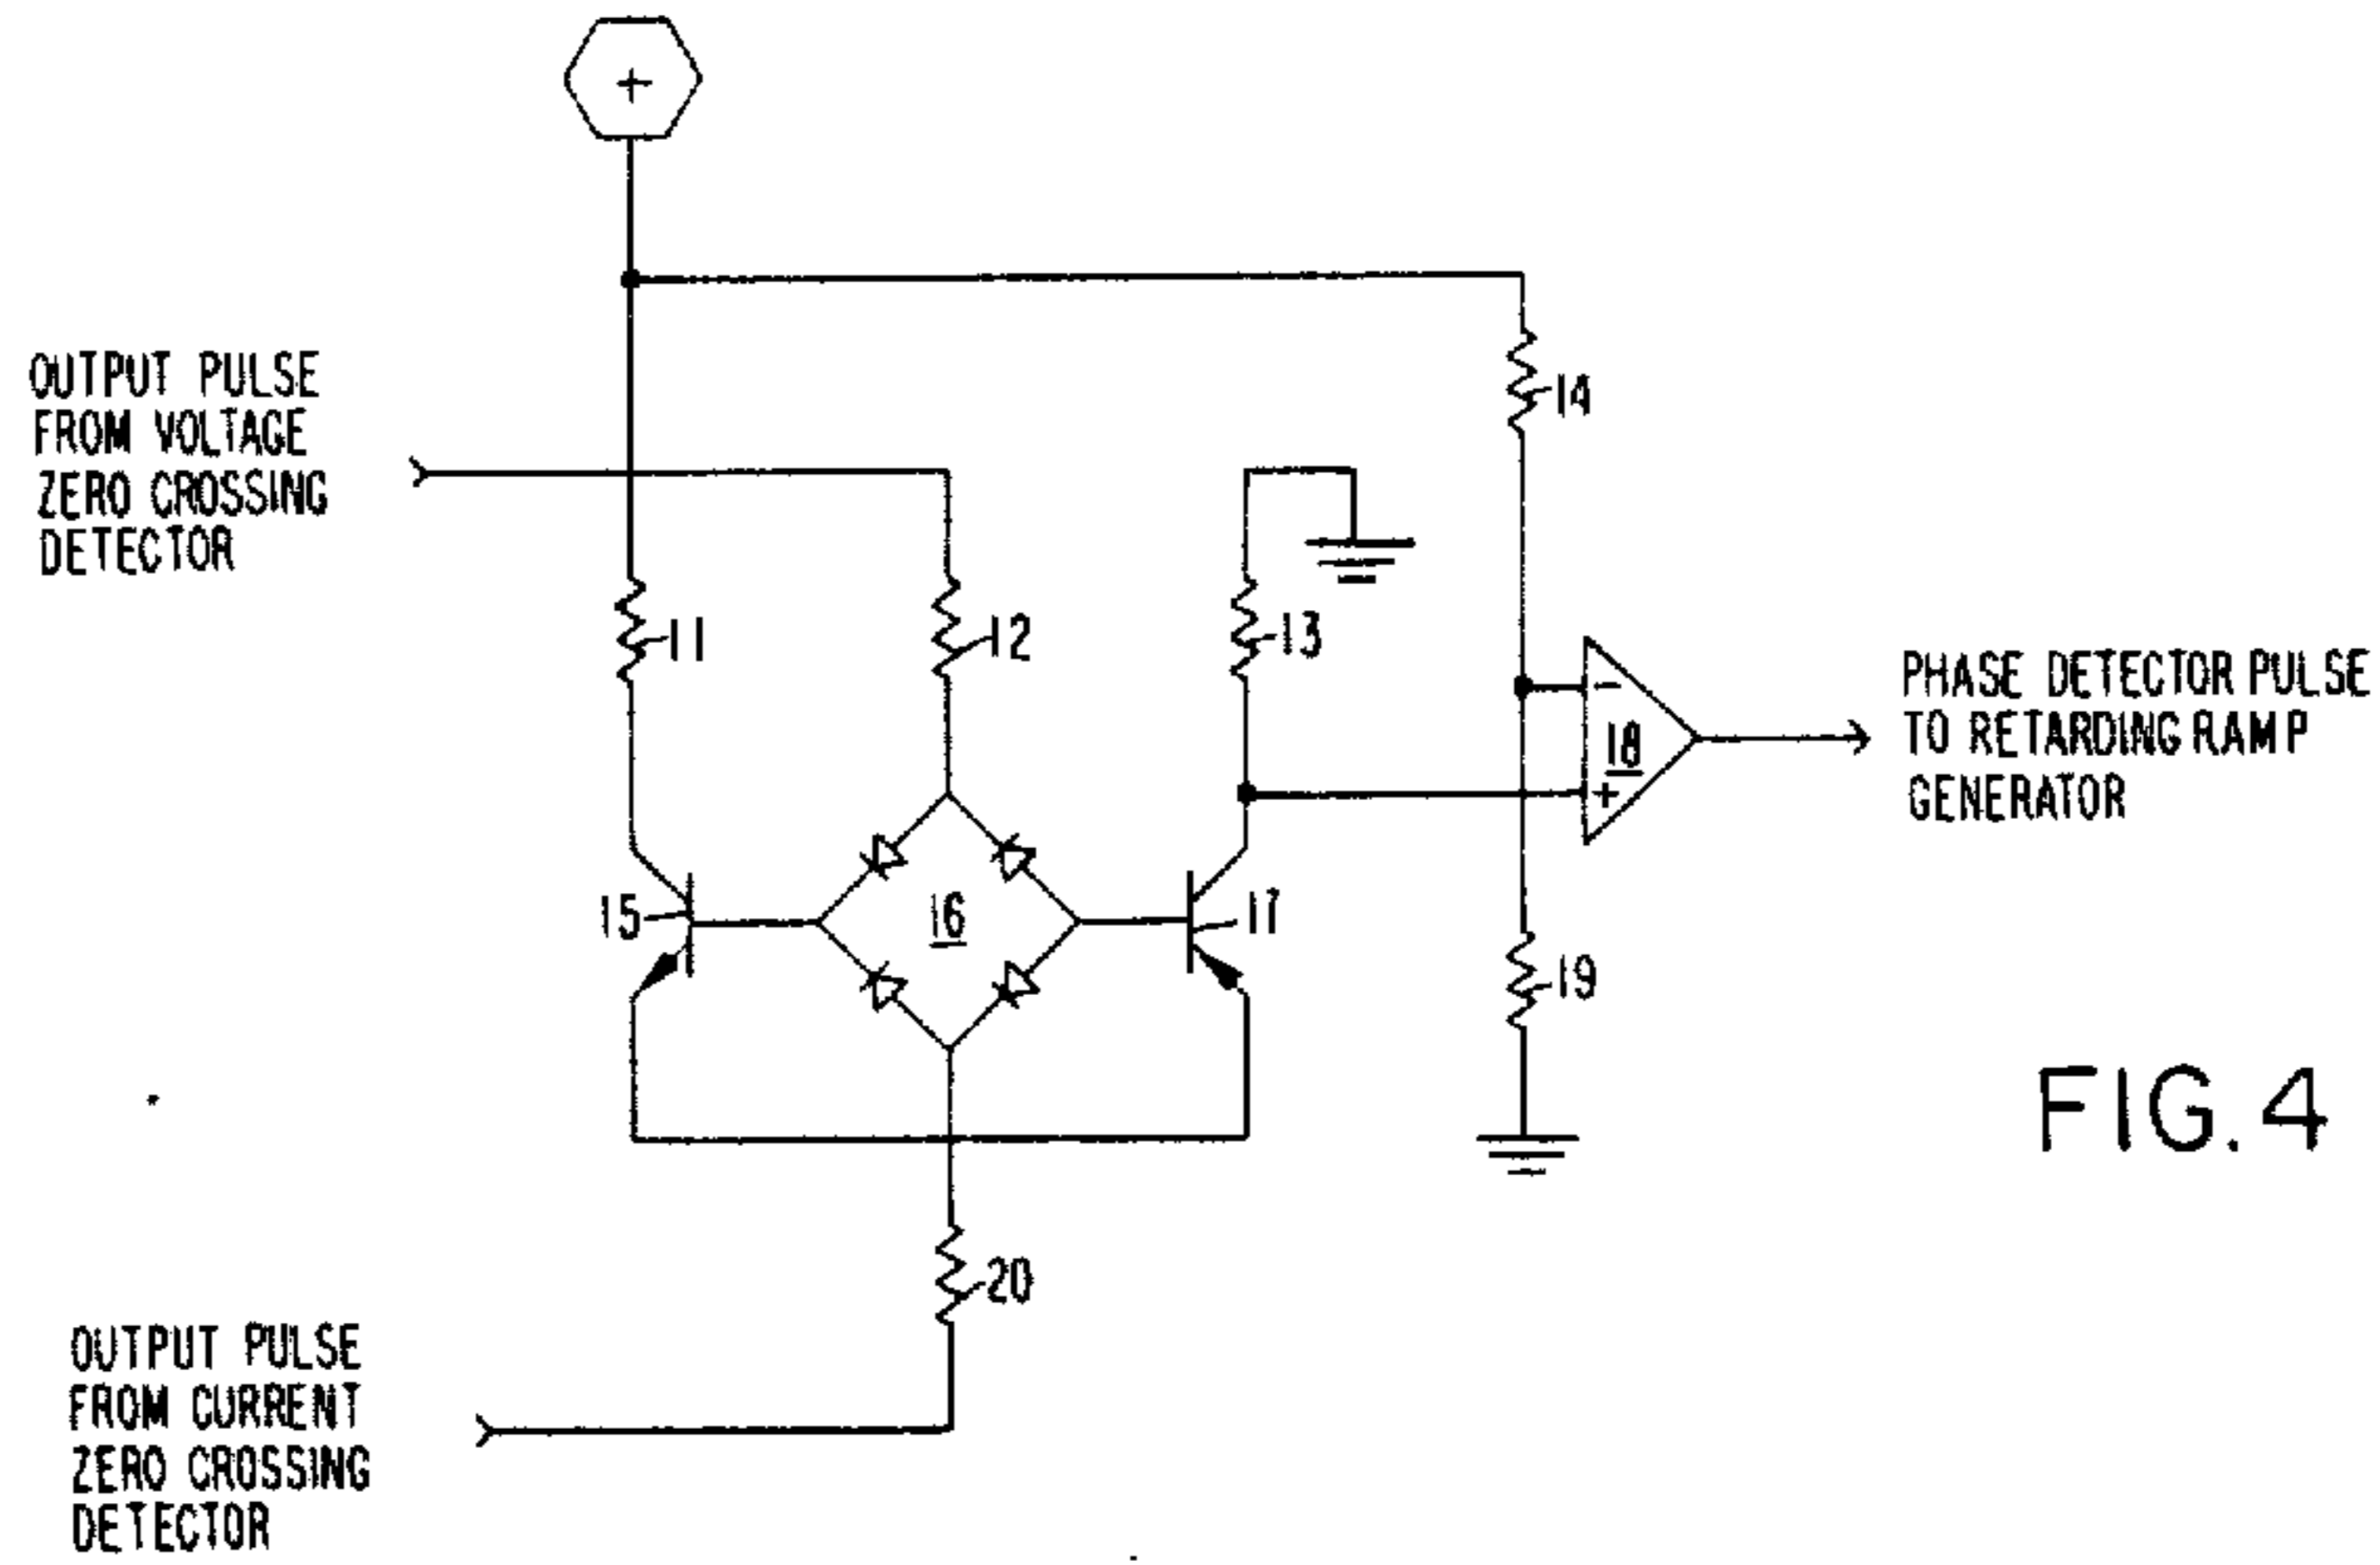 +
OUTPUT PULSE
FROM VOLTAGE
ZERO CROSSING
DETECTOR
14
11
12
13
-
18
+
PHASE DETECTOR PULSE
TO RETARDING RAMP
GENERATOR
15
16
17
19
FIG. 4
20
OUTPUT PULSE
FROM CURRENT
ZERO CROSSING
DETECTOR